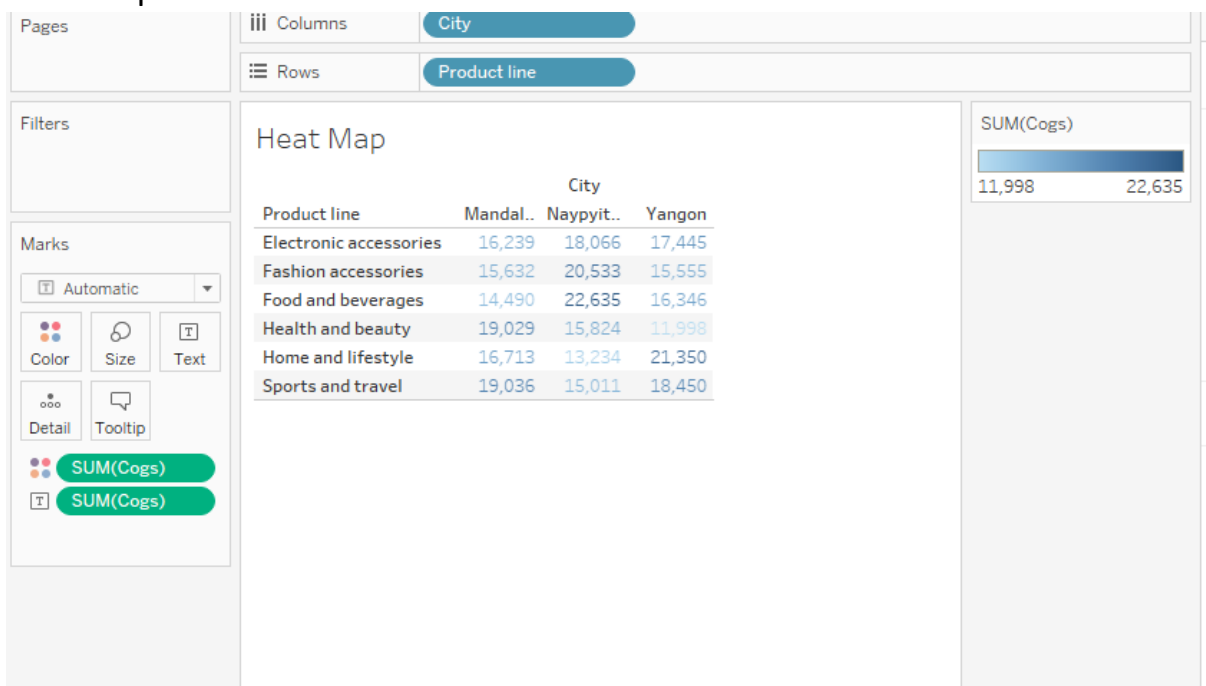 Pages
iii Columns City
Rows Product line
Filters
Heat Map
SUM(Cogs)
11,998 22,635
City
Product line Mandal.. Naypyit.. Yangon
Electronic accessories 16,239 18,066 17,445
Fashion accessories 15,632 20,533 15,555
Food and beverages 14,490 22,635 16,346
Health and beauty 19,029 15,824 11,998
Home and lifestyle 16,713 13,234 21,350
Sports and travel 19,036 15,011 18,450
Marks
T Automatic
Color Size T Text
Detail Tooltip
SUM(Cogs)
T SUM(Cogs)